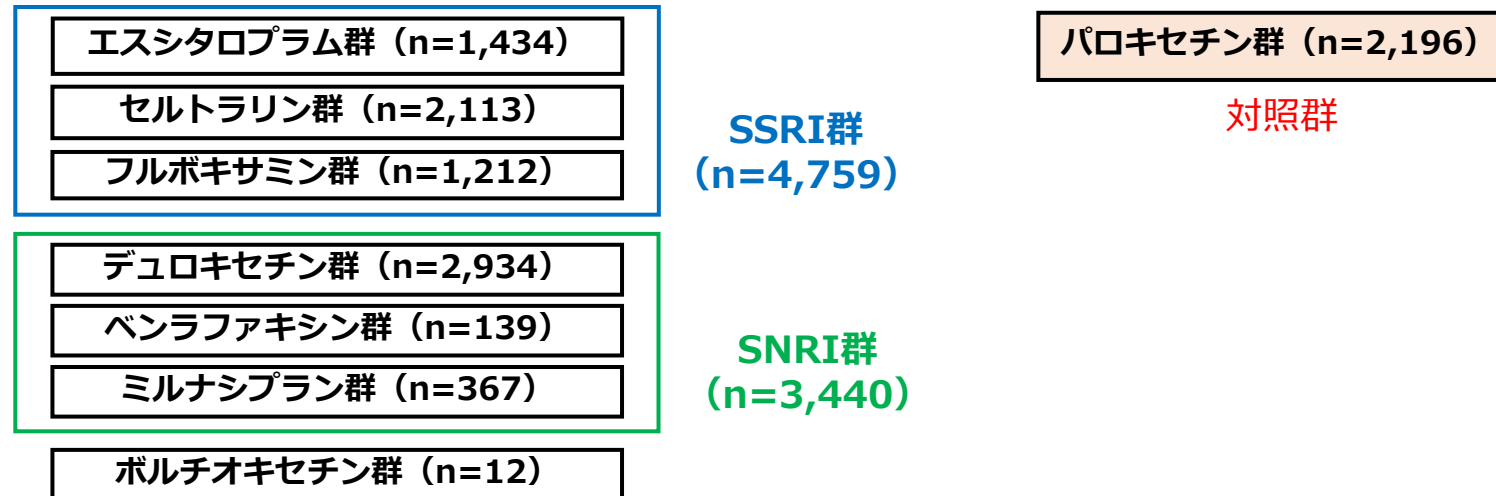 エスシタロプラム群（n=1,434）
セルトラリン群（n=2,113）
フルボキサミン群（n=1,212）
SSRI群
（n=4,759）
パロキセチン群（n=2,196）
対照群
デュロキセチン群（n=2,934）
ベンラファキシン群（n=139）
ミルナシプラン群（n=367）
SNRI群
（n=3,440）
ボルチオキセチン群（n=12）